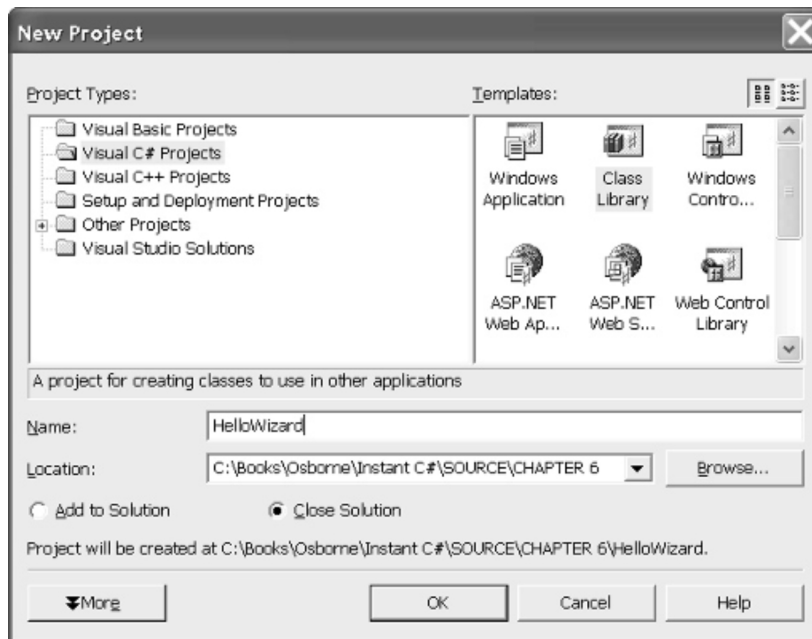 New Project
Project Types:
Templates:
Visual Basic Projects
Visual C# Projects
Visual C++ Projects
Setup and Deployment Projects
Other Projects
Visual Studio Solutions
Windows
Application
Class
Library
Windows
Contro...
ASP.NET
Web Ap...
ASP.NET
Web S...
Web Control
Library
A project for creating classes to use in other applications
Name:
HelloWizard
Location:
C:\Books\Osborne\Instant C#\SOURCE\CHAPTER 6
Browse...
Add to Solution
Close Solution
Project will be created at C:\Books\Osborne\Instant C#\SOURCE\CHAPTER 6\HelloWizard.
More
OK
Cancel
Help